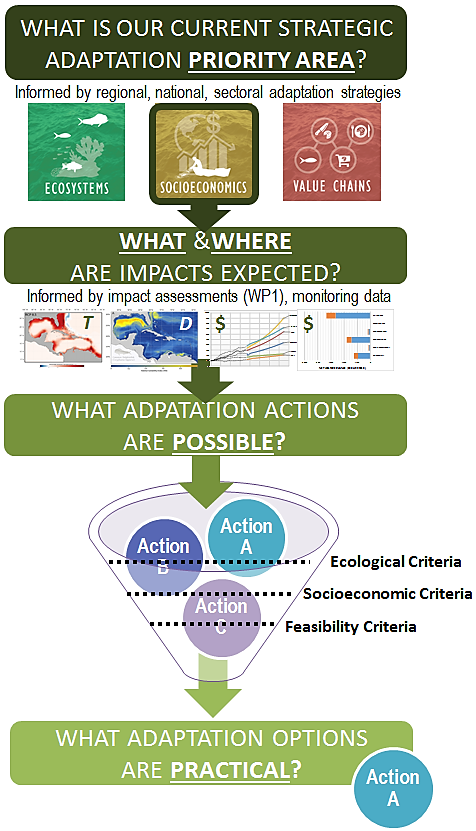 WHAT IS OUR CURRENT STRATEGIC
ADAPTATION PRIORITY AREA?
Informed by regional, national, sectoral adaptation strategies
ECOSYSTEMS
SOCIOECONOMICS
VALUE CHAINS
WHAT &WHERE
ARE IMPACTS EXPECTED?
Informed by impact assessments (WP1), monitoring data
T
D
$
$
WHAT ADPATATION ACTIONS
ARE POSSIBLE?
Action
A
Action
B
Ecological Criteria
Socioeconomic Criteria
Action
C
Feasibility Criteria
WHAT ADAPTATION OPTIONS
ARE PRACTICAL?
Action
A